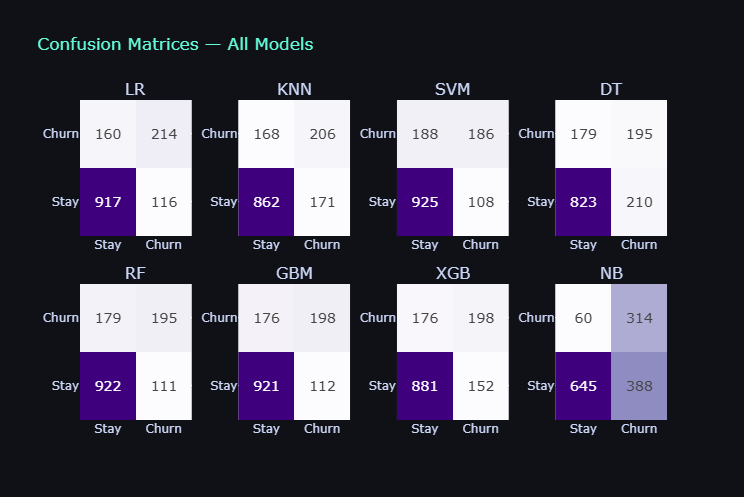 Confusion Matrices — All Models
LR KNN SVM DT
Churn 160 214 Churn 168 206 Churn 188 186 Churn 179 195
Stay 917 116 Stay 862 171 Stay 925 108 Stay 823 210
Stay Churn Stay Churn Stay Churn Stay Churn
RF GBM XGB NB
Churn 179 195 Churn 176 198 Churn 176 198 Churn 60 314
Stay 922 111 Stay 921 112 Stay 881 152 Stay 645 388
Stay Churn Stay Churn Stay Churn Stay Churn